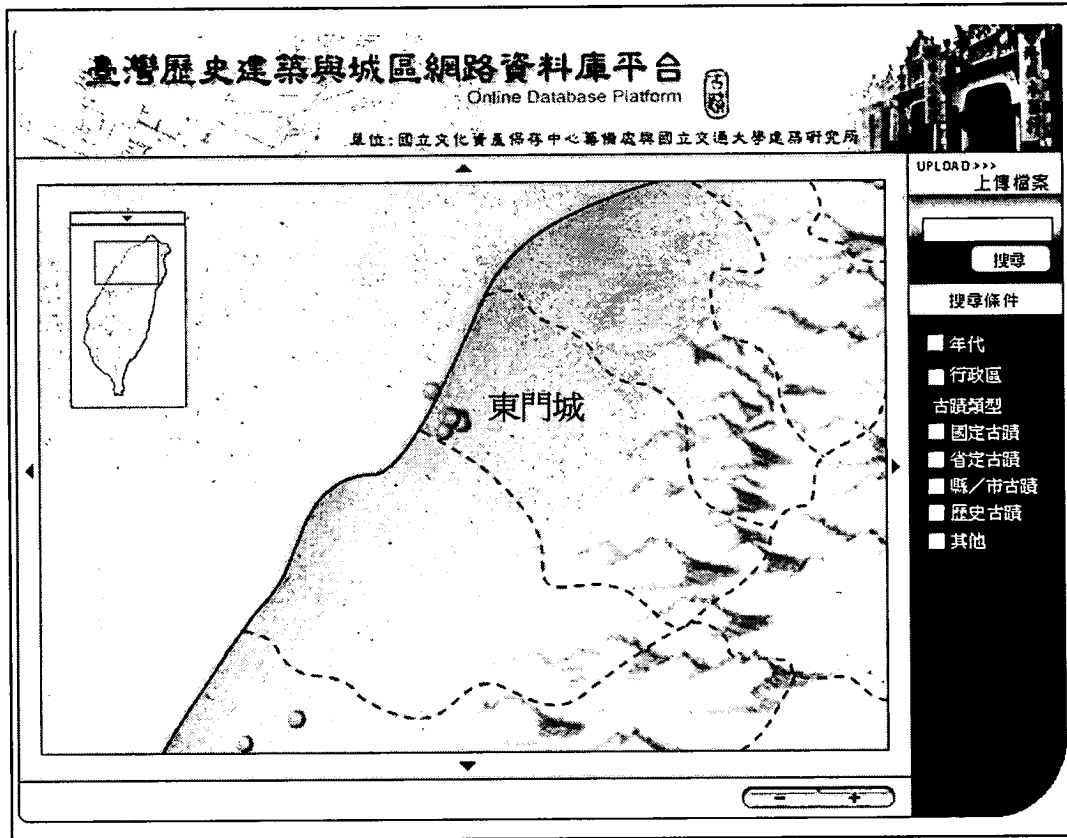 臺灣歷史建築與城區網路資料庫平台
Online Database Platform
古蹟
單位:國立文化資產保存中心籌備處與國立交通大學建築研究所
UPLOAD>>>
上傳檔案
搜尋
搜尋條件
年代
行政區
古蹟類型
國定古蹟
省定古蹟
縣／市古蹟
歷史古蹟
其他
東門城